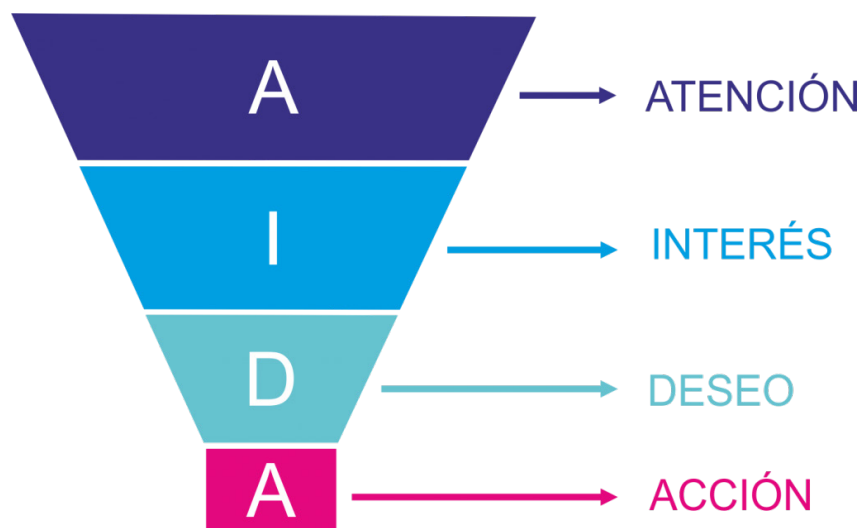 A
ATENCIÓN
I
INTERÉS
D
DESEO
A
ACCIÓN